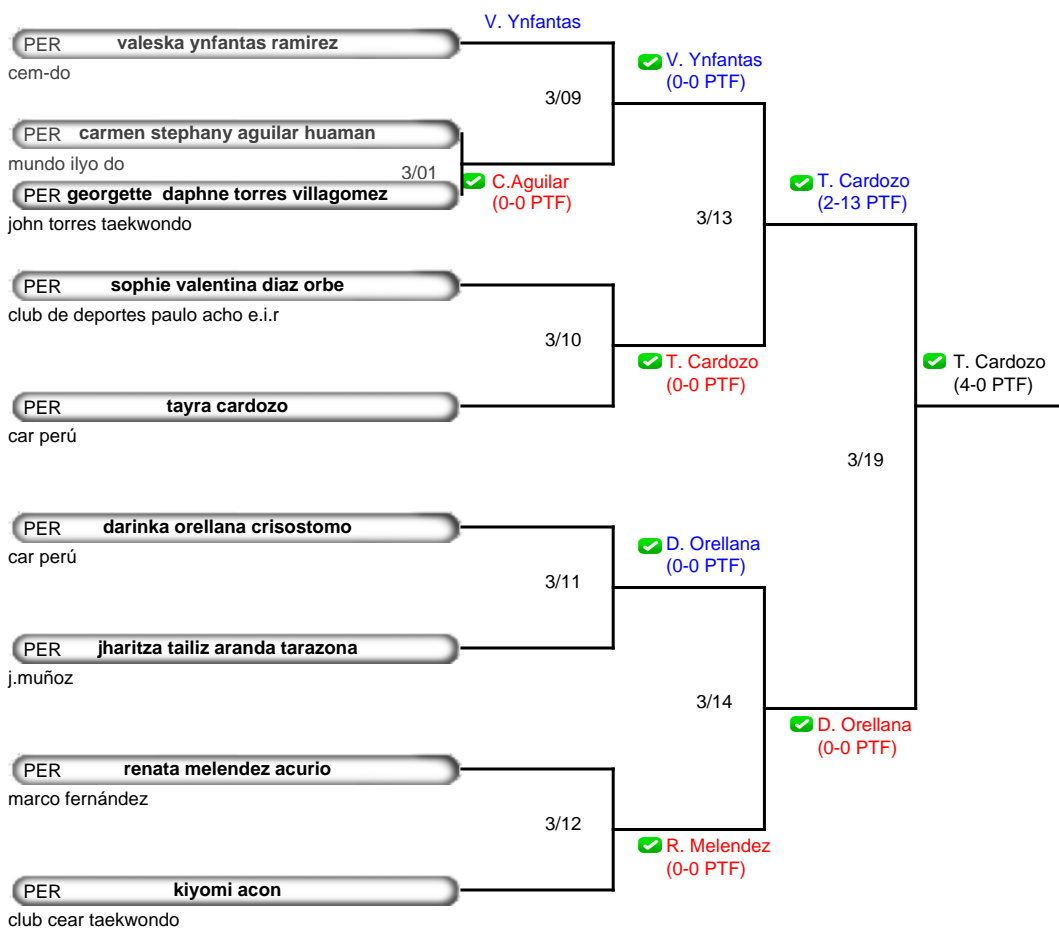 V. Ynfantas
PER valeska ynfantas ramirez
cem-do
V. Ynfantas
(0-0 PTF)
3/09
PER carmen stephany aguilar huaman
mundo ilyo do
3/01
C.Aguilar
(0-0 PTF)
PER georgette  daphne torres villagomez
john torres taekwondo
T. Cardozo
(2-13 PTF)
3/13
PER sophie valentina diaz orbe
club de deportes paulo acho e.i.r
3/10
T. Cardozo
(0-0 PTF)
T. Cardozo
(4-0 PTF)
PER tayra cardozo
car perú
3/19
PER darinka orellana crisostomo
car perú
D. Orellana
(0-0 PTF)
3/11
PER jharitza tailiz aranda tarazona
j.muñoz
3/14
D. Orellana
(0-0 PTF)
PER renata melendez acurio
marco fernández
3/12
R. Melendez
(0-0 PTF)
PER kiyomi acon
club cear taekwondo